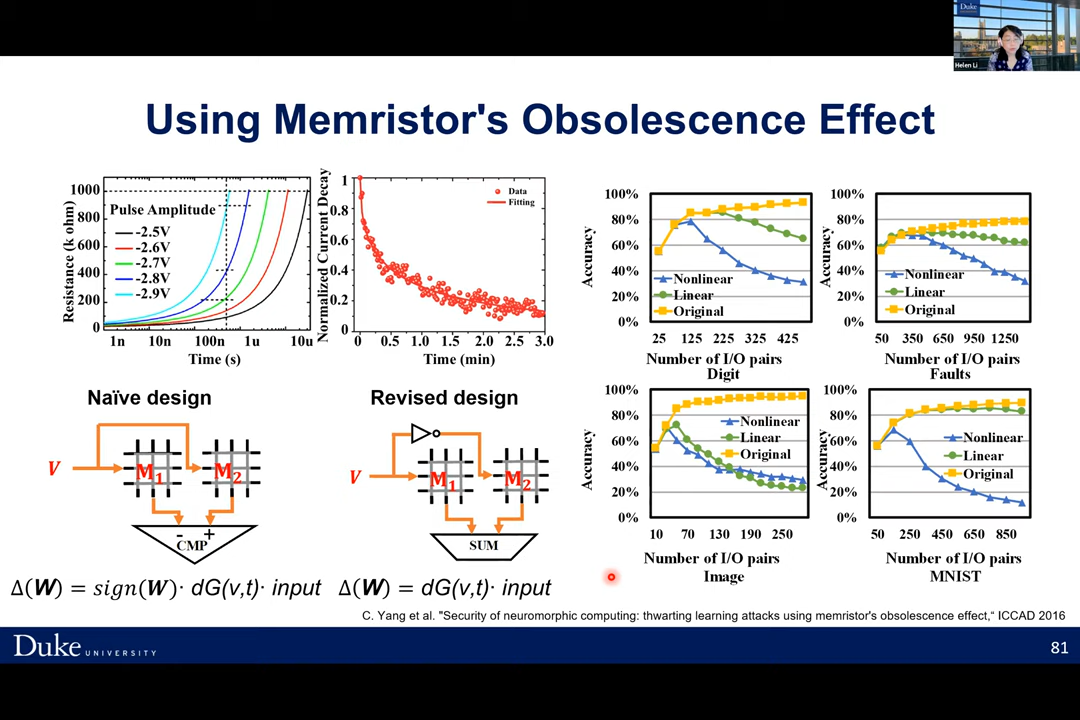 Duke
Helen Li
Using Memristor's Obsolescence Effect
Resistance (k ohm)
1000
800
600
400
200
0
Pulse Amplitude
-2.5V
-2.6V
-2.7V
-2.8V
-2.9V
1n 10n 100n 1u 10u
Time (s)
Normalized Current Decay
1
0.8
0.6
0.4
0.2
0
Data
Fitting
0 0.5 1.0 1.5 2.0 2.5 3.0
Time (min)
Accuracy
100%
80%
60%
40%
20%
0%
Nonlinear
Linear
Original
25 125 225 325 425
Number of I/O pairs
Digit
Accuracy
100%
80%
60%
40%
20%
0%
Nonlinear
Linear
Original
50 350 650 950 1250
Number of I/O pairs
Faults
Naïve design
V
M1
M2
- +
CMP
Δ(W) = sign(W)· dG(v,t)· input
Revised design
V
M1
M2
SUM
Δ(W) = dG(v,t)· input
Accuracy
100%
80%
60%
40%
20%
0%
Nonlinear
Linear
Original
10 70 130 190 250
Number of I/O pairs
Image
Accuracy
100%
80%
60%
40%
20%
0%
Nonlinear
Linear
Original
50 250 450 650 850
Number of I/O pairs
MNIST
C. Yang et al. "Security of neuromorphic computing: thwarting learning attacks using memristor's obsolescence effect,“ ICCAD 2016
Duke UNIVERSITY
81